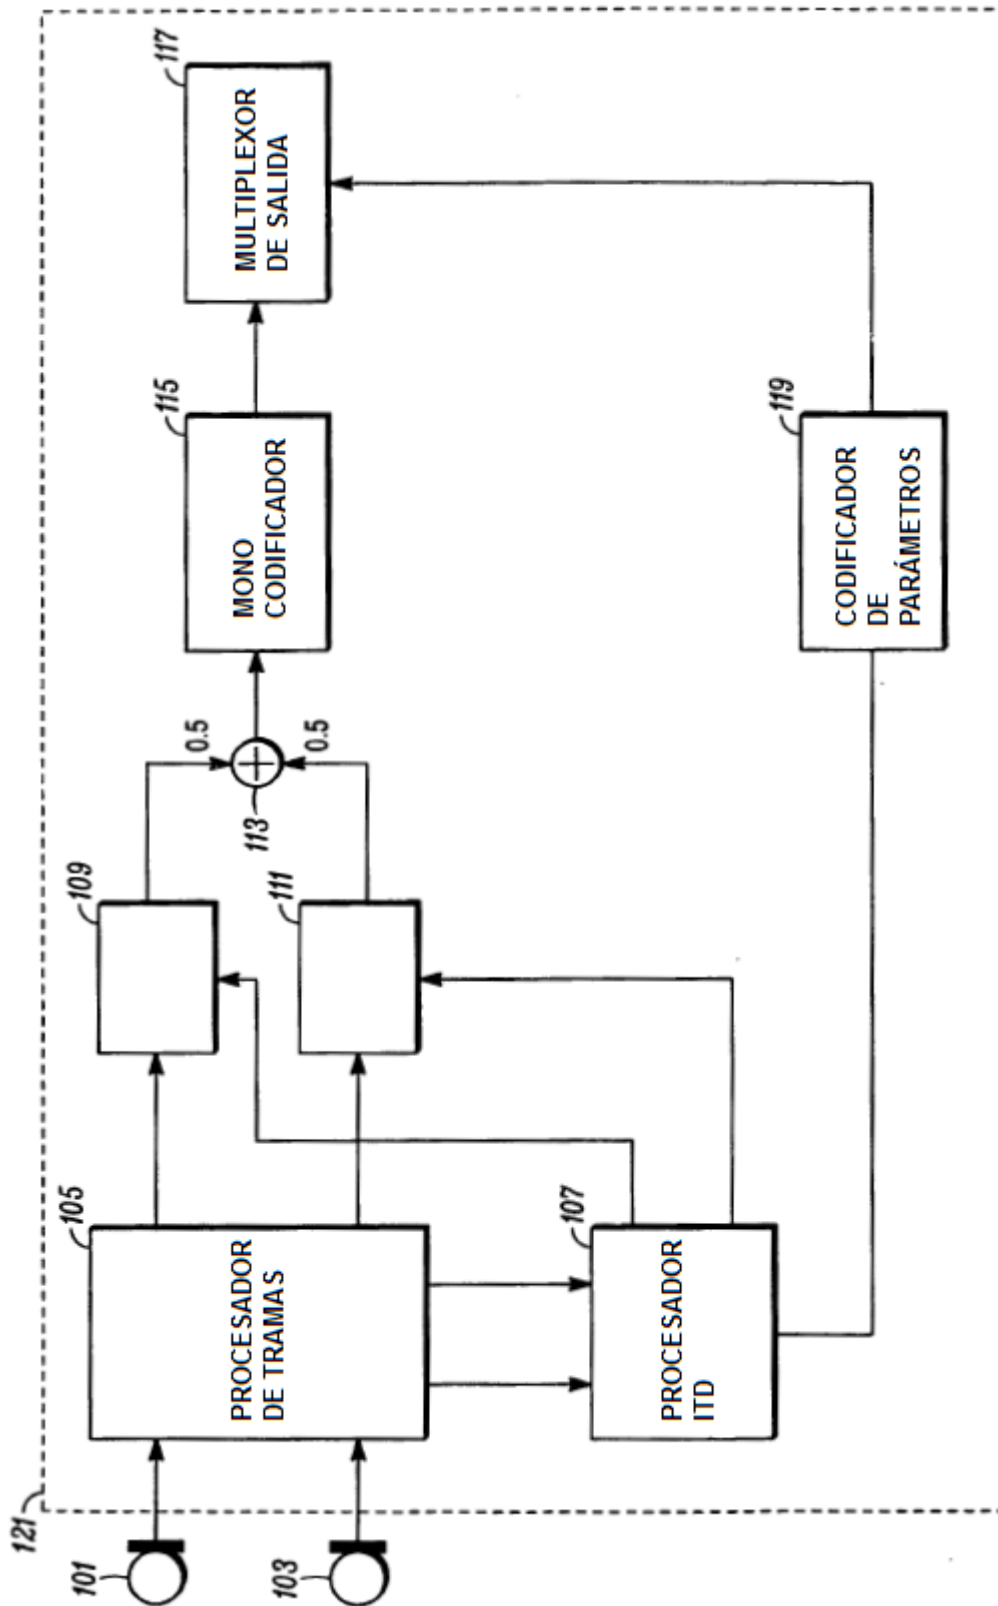 121
101
103
105
PROCESADOR
DE TRAMAS
107
PROCESADOR
ITD
109
111
0.5
0.5
113
115
MONO
CODIFICADOR
117
MULTIPLEXOR
DE SALIDA
119
CODIFICADOR
DE
PARÁMETROS